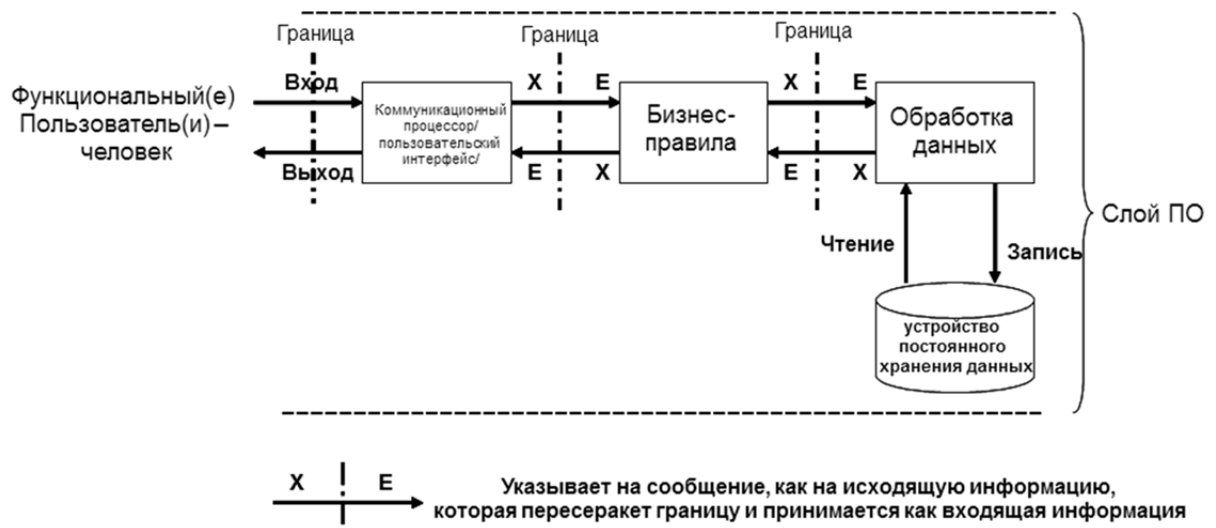 Граница
Граница
Граница
Функциональный(е)
Пользователь(и) –
человек
Вход
Выход
Коммуникационный
процессор/
пользовательский
интерфейс/
X
E
E
X
Бизнес-
правила
X
E
E
X
Обработка
данных
Слой ПО
Чтение
Запись
устройство
постоянного
хранения данных
X
E
Указывает на сообщение, как на исходящую информацию,
которая пересеракет границу и принимается как входящая информация